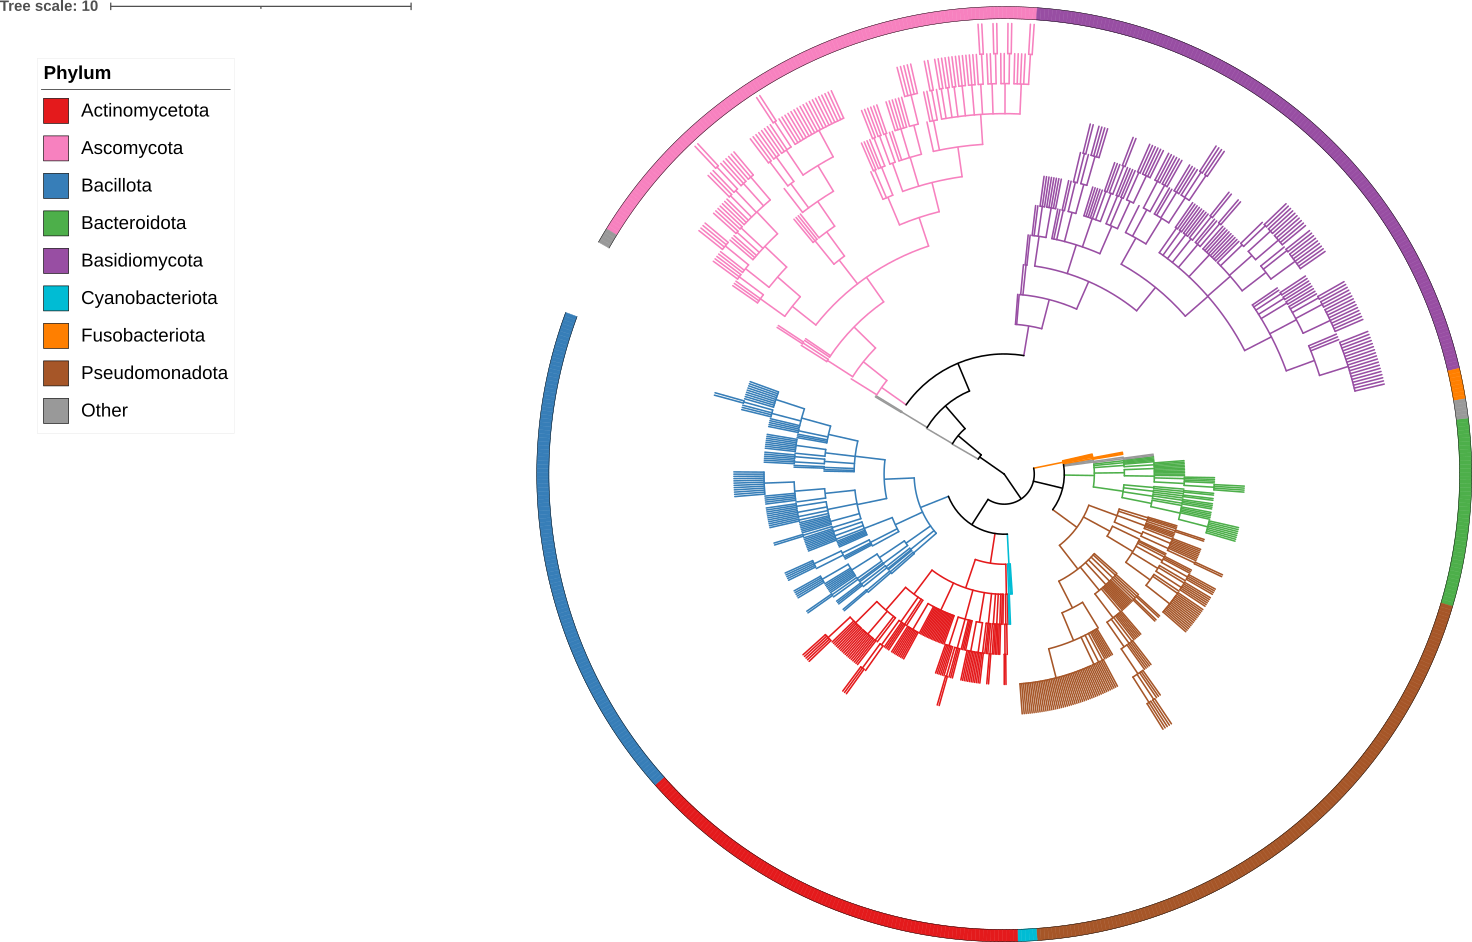 Tree scale: 10
Phylum
Actinomycetota
Ascomycota
Bacillota
Bacteroidota
Basidiomycota
Cyanobacteriota
Fusobacteriota
Pseudomonadota
Other